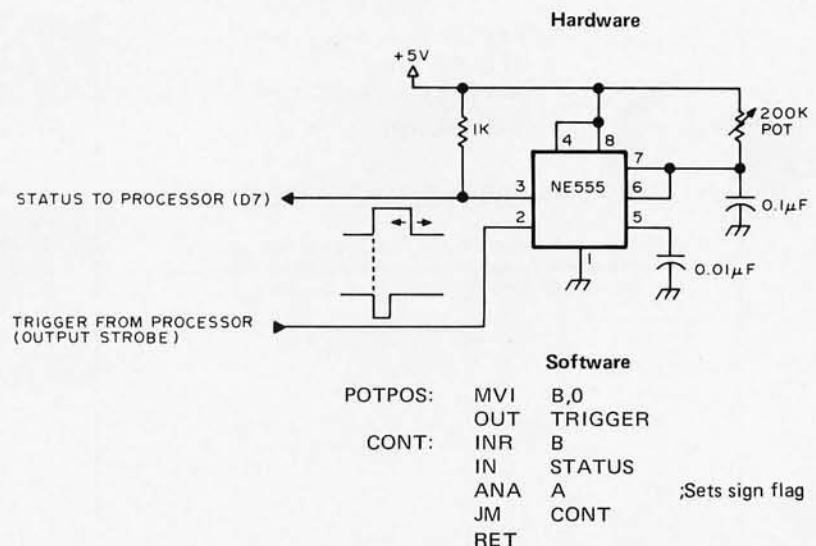 Hardware
+5V
1K
4
8
200K
POT
7
3
NE555
6
0.1µF
STATUS TO PROCESSOR (D7)
2
5
1
0.01µF
TRIGGER FROM PROCESSOR
(OUTPUT STROBE)
Software
POTPOS: MVI B,0
OUT TRIGGER
CONT: INR B
IN STATUS
ANA A ;Sets sign flag
JM CONT
RET